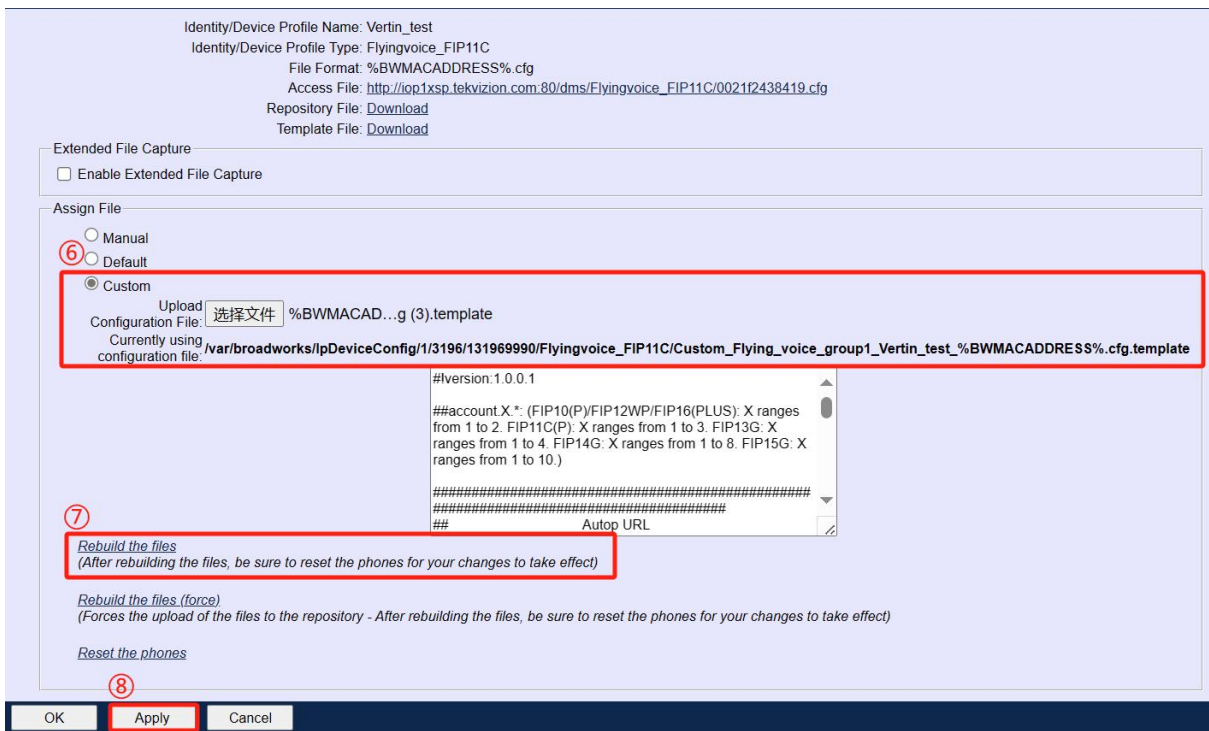 Identity/Device Profile Name: Vertin_test
Identity/Device Profile Type: Flyingvoice_FIP11C
File Format: %BWMACADDRESS%.cfg
Access File: http://iop1xsp.tekvizion.com:80/dms/Flyingvoice_FIP11C/0021f2438419.cfg
Repository File: Download
Template File: Download
Extended File Capture
Enable Extended File Capture
Assign File
Manual
⑥
Default
Custom
Upload
Configuration File: 选择文件 %BWMACAD…g (3).template
Currently using
configuration file: /var/broadworks/IpDeviceConfig/1/3196/131969990/Flyingvoice_FIP11C/Custom_Flying_voice_group1_Vertin_test_%BWMACADDRESS%.cfg.template
#!version:1.0.0.1
##account.X.*: (FIP10(P)/FIP12WP/FIP16(PLUS): X ranges
from 1 to 2. FIP11C(P): X ranges from 1 to 3. FIP13G: X
ranges from 1 to 4. FIP14G: X ranges from 1 to 8. FIP15G: X
ranges from 1 to 10.)
#################################################
######################################
## Autop URL
⑦
Rebuild the files
(After rebuilding the files, be sure to reset the phones for your changes to take effect)
Rebuild the files (force)
(Forces the upload of the files to the repository - After rebuilding the files, be sure to reset the phones for your changes to take effect)
Reset the phones
⑧
OK Apply Cancel